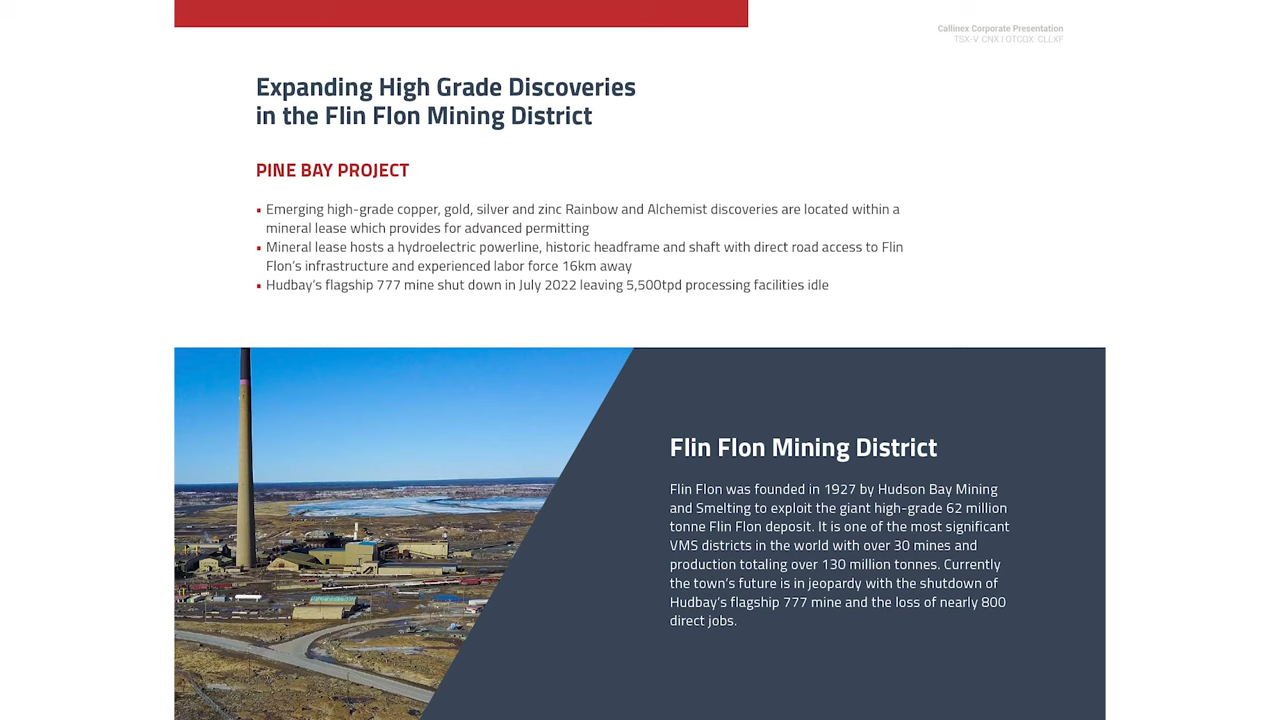 Callinex Corporate Presentation
TSX-V: CNX I OTCQX: CLLXF
Expanding High Grade Discoveries
in the Flin Flon Mining District
PINE BAY PROJECT
▪ Emerging high-grade copper, gold, silver and zinc Rainbow and Alchemist discoveries are located within a
mineral lease which provides for advanced permitting
▪ Mineral lease hosts a hydroelectric powerline, historic headframe and shaft with direct road access to Flin
Flon's infrastructure and experienced labor force 16km away
▪ Hudbay's flagship 777 mine shut down in July 2022 leaving 5,500tpd processing facilities idle
Flin Flon Mining District
Flin Flon was founded in 1927 by Hudson Bay Mining
and Smelting to exploit the giant high-grade 62 million
tonne Flin Flon deposit. It is one of the most significant
VMS districts in the world with over 30 mines and
production totaling over 130 million tonnes. Currently
the town's future is in jeopardy with the shutdown of
Hudbay's flagship 777 mine and the loss of nearly 800
direct jobs.